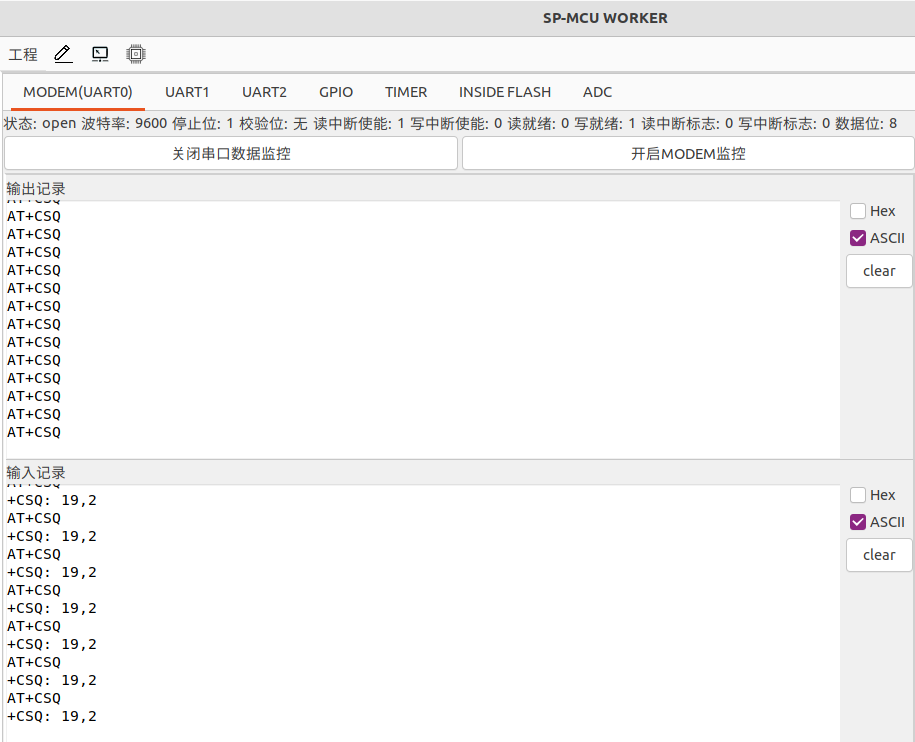 SP-MCU WORKER
工程
MODEM(UART0) UART1 UART2 GPIO TIMER INSIDE FLASH ADC
状态: open 波特率: 9600 停止位: 1 校验位: 无 读中断使能: 1 写中断使能: 0 读就绪: 0 写就绪: 1 读中断标志: 0 写中断标志: 0 数据位: 8
关闭串口数据监控 开启MODEM监控
输出记录
AT+CSQ
AT+CSQ
AT+CSQ
AT+CSQ
AT+CSQ
AT+CSQ
AT+CSQ
AT+CSQ
AT+CSQ
AT+CSQ
AT+CSQ
AT+CSQ
AT+CSQ
AT+CSQ
Hex
ASCII
clear
输入记录
AT+CSQ
+CSQ: 19,2
AT+CSQ
+CSQ: 19,2
AT+CSQ
+CSQ: 19,2
AT+CSQ
+CSQ: 19,2
AT+CSQ
+CSQ: 19,2
AT+CSQ
+CSQ: 19,2
AT+CSQ
+CSQ: 19,2
Hex
ASCII
clear